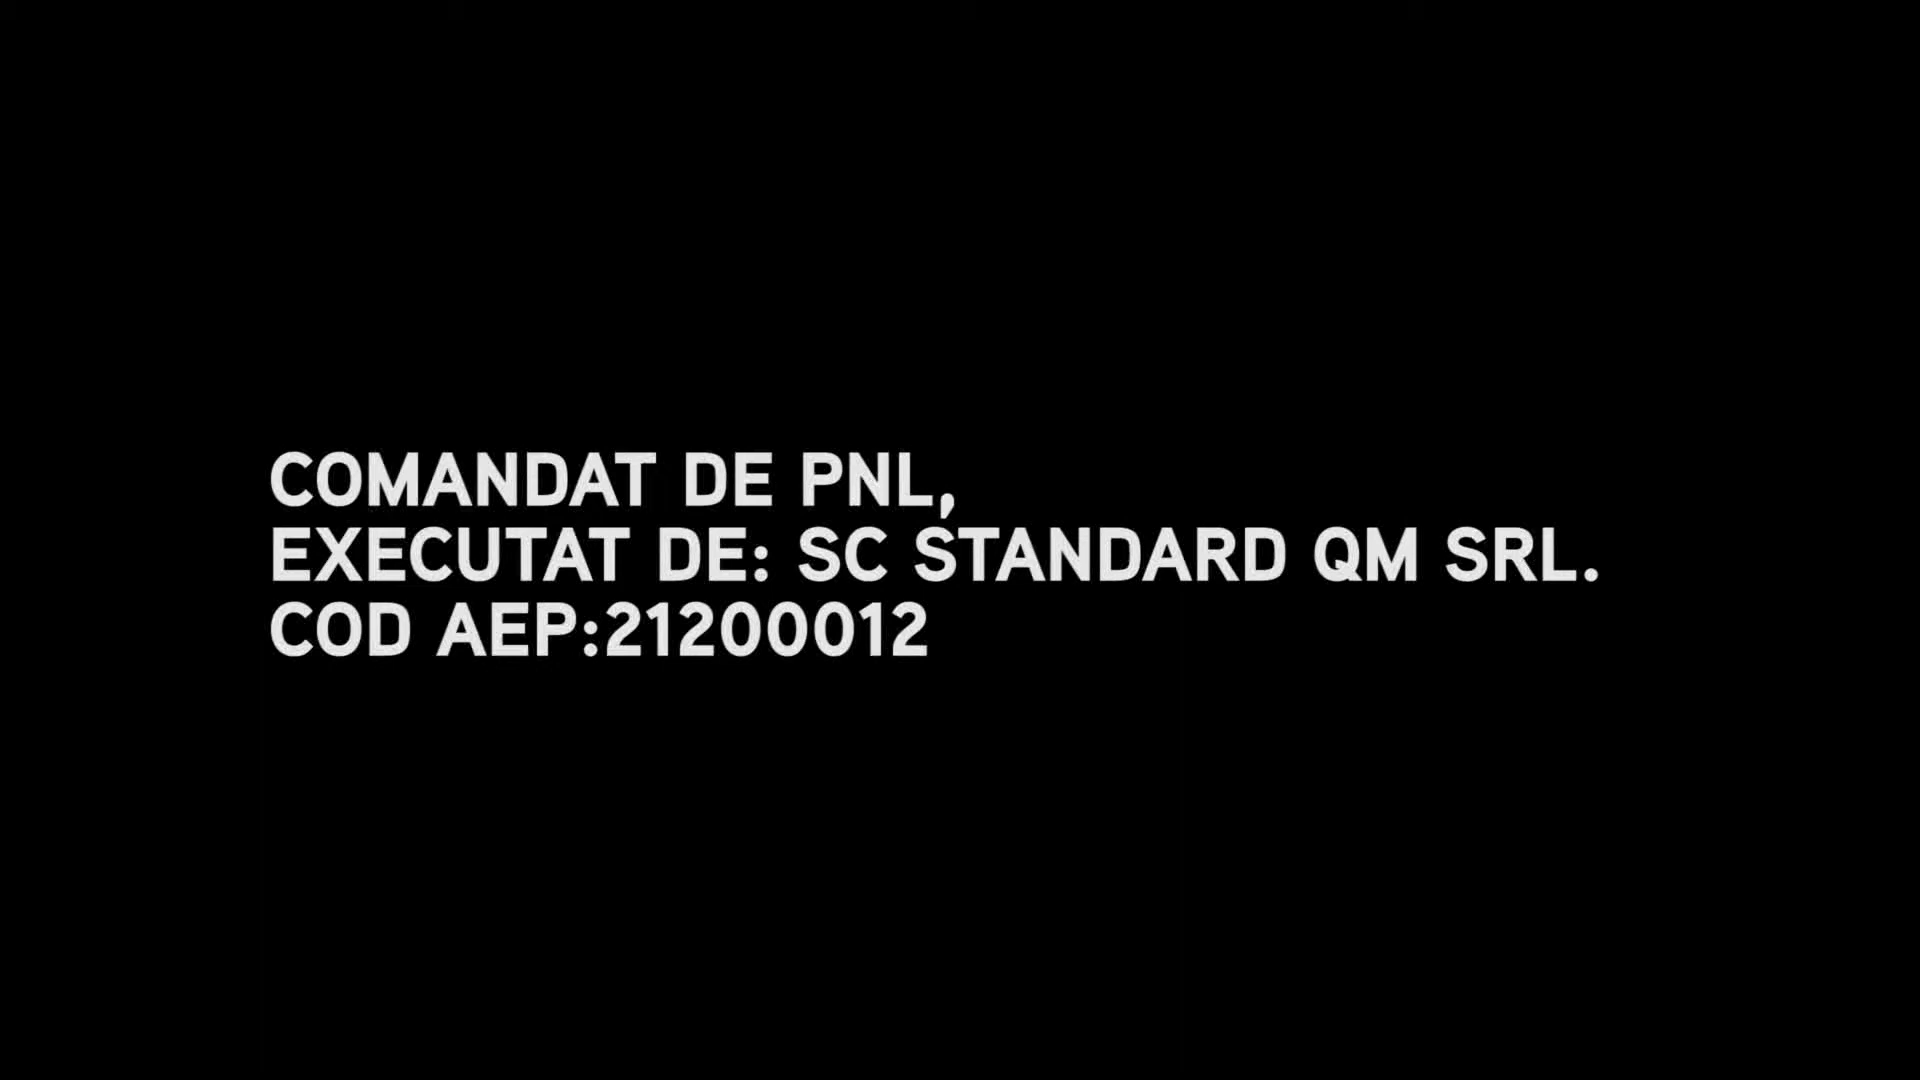 COMANDAT DE PNL,
EXECUTAT DE: SC STANDARD QM SRL.
COD AEP:21200012